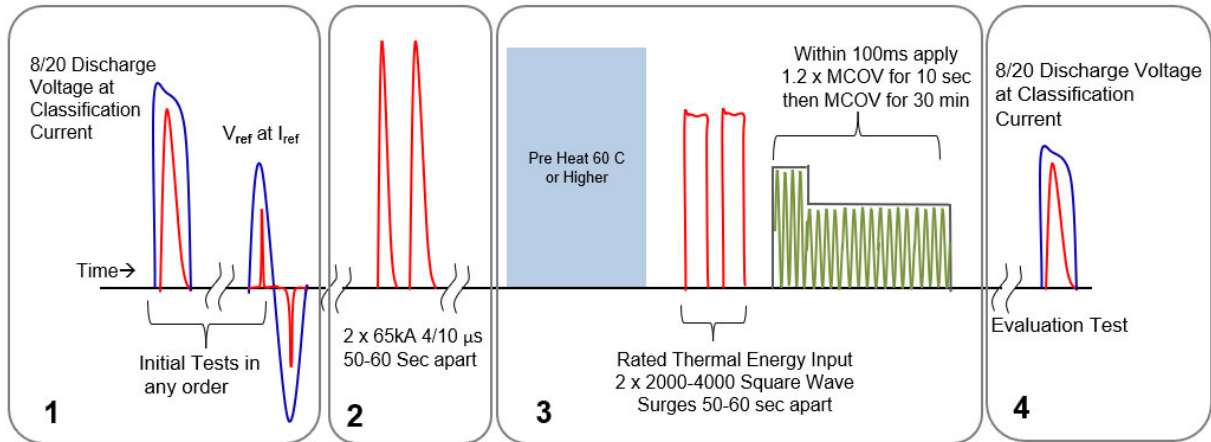 8/20 Discharge
Voltage at
Classification
Current
Vref at Iref
Time→
Initial Tests in
any order
1
2 x 65kA 4/10 µs
50-60 Sec apart
2
Pre Heat 60 C
or Higher
Within 100ms apply
1.2 x MCOV for 10 sec
then MCOV for 30 min
Rated Thermal Energy Input
2 x 2000-4000 Square Wave
Surges 50-60 sec apart
3
8/20 Discharge Voltage
at Classification
Current
Evaluation Test
4